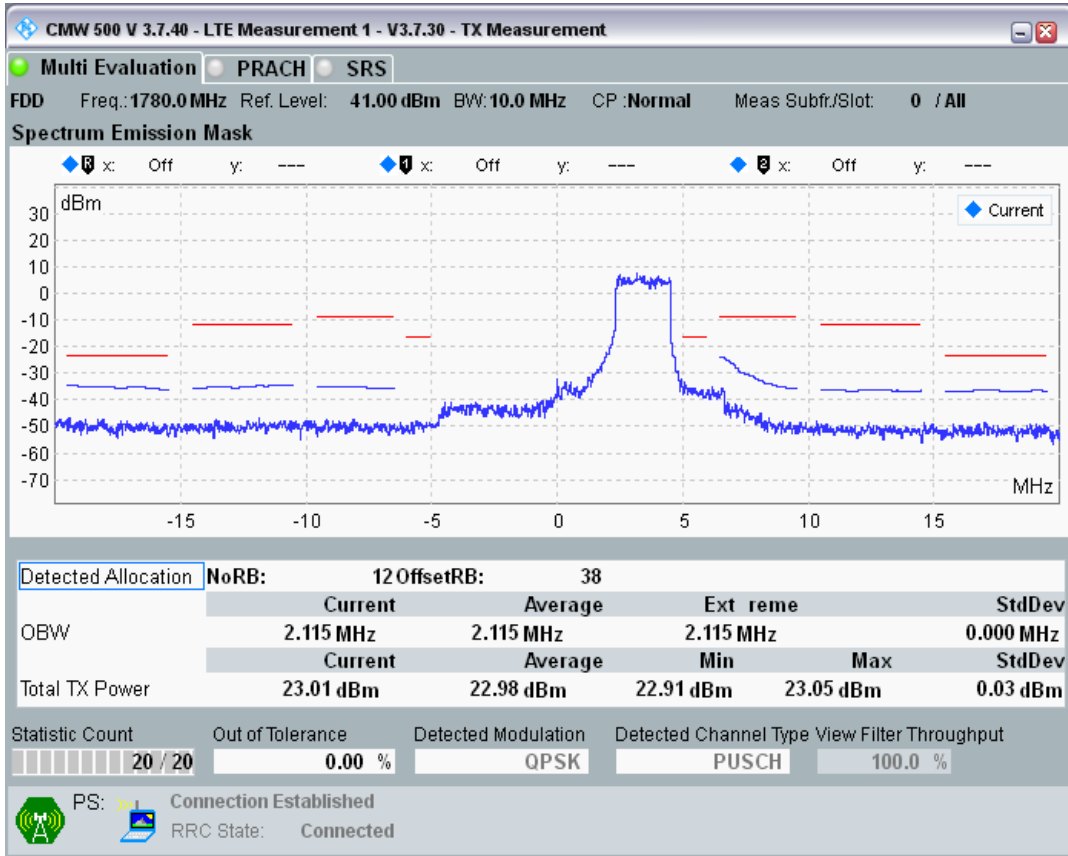 CMW 500 V 3.7.40 - LTE Measurement 1 - V3.7.30 - TX Measurement
Multi Evaluation PRACH SRS
FDD Freq.:1780.0 MHz Ref. Level: 41.00 dBm BW:10.0 MHz CP :Normal Meas Subfr./Slot: 0 / All
Spectrum Emission Mask
R x: Off y: --- 1 x: Off y: --- 2 x: Off y: ---
dBm
Current
30
20
10
0
-10
-20
-30
-40
-50
-60
-70
MHz
-15 -10 -5 0 5 10 15
Detected Allocation NoRB: 12 OffsetRB: 38
Current Average Ext reme StdDev
OBW 2.115 MHz 2.115 MHz 2.115 MHz 0.000 MHz
Current Average Min Max StdDev
Total TX Power 23.01 dBm 22.98 dBm 22.91 dBm 23.05 dBm 0.03 dBm
Statistic Count Out of Tolerance Detected Modulation Detected Channel Type View Filter Throughput
20 / 20 0.00 % QPSK PUSCH 100.0 %
PS: Connection Established
RRC State: Connected